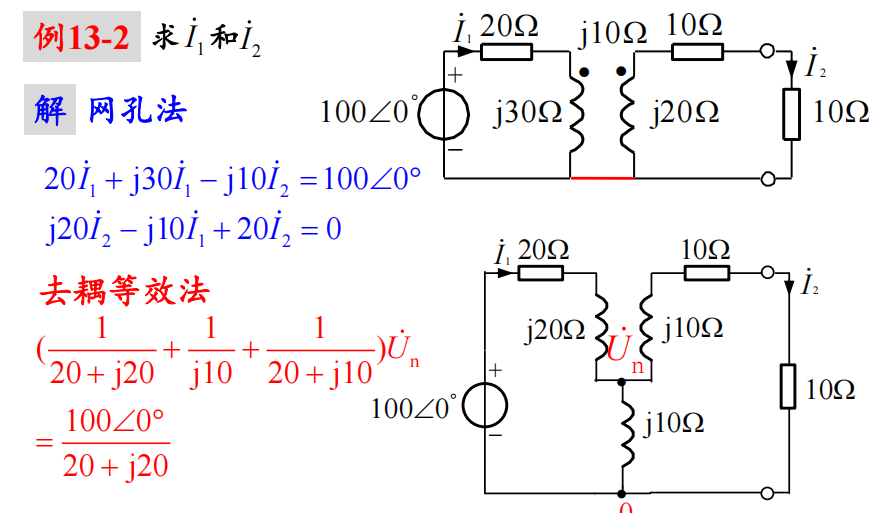 例13-2 求İ₁和İ₂
解 网孔法
20İ₁ + j30İ₁ − j10İ₂ = 100∠0°
j20İ₂ − j10İ₁ + 20İ₂ = 0
去耦等效法
(1/(20 + j20) + 1/j10 + 1/(20 + j10))U̇n
= 100∠0°/(20 + j20)
İ₁ 20Ω j10Ω 10Ω
İ₂
+
100∠0° j30Ω j20Ω 10Ω
−
İ₁ 20Ω 10Ω
İ₂
j20Ω U̇n j10Ω
+
100∠0° j10Ω 10Ω
−
0